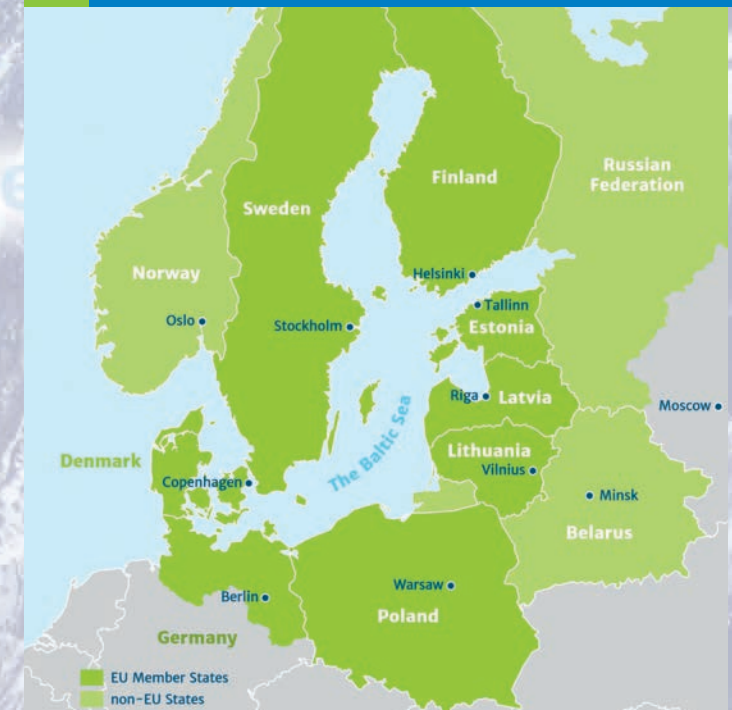 Finland
Russian
Federation
Sweden
Norway
Helsinki
Tallinn
Oslo
Stockholm
Estonia
Riga
Latvia
Moscow
The Baltic Sea
Denmark
Lithuania
Vilnius
Copenhagen
Minsk
Belarus
Warsaw
Berlin
Poland
Germany
EU Member States
non-EU States